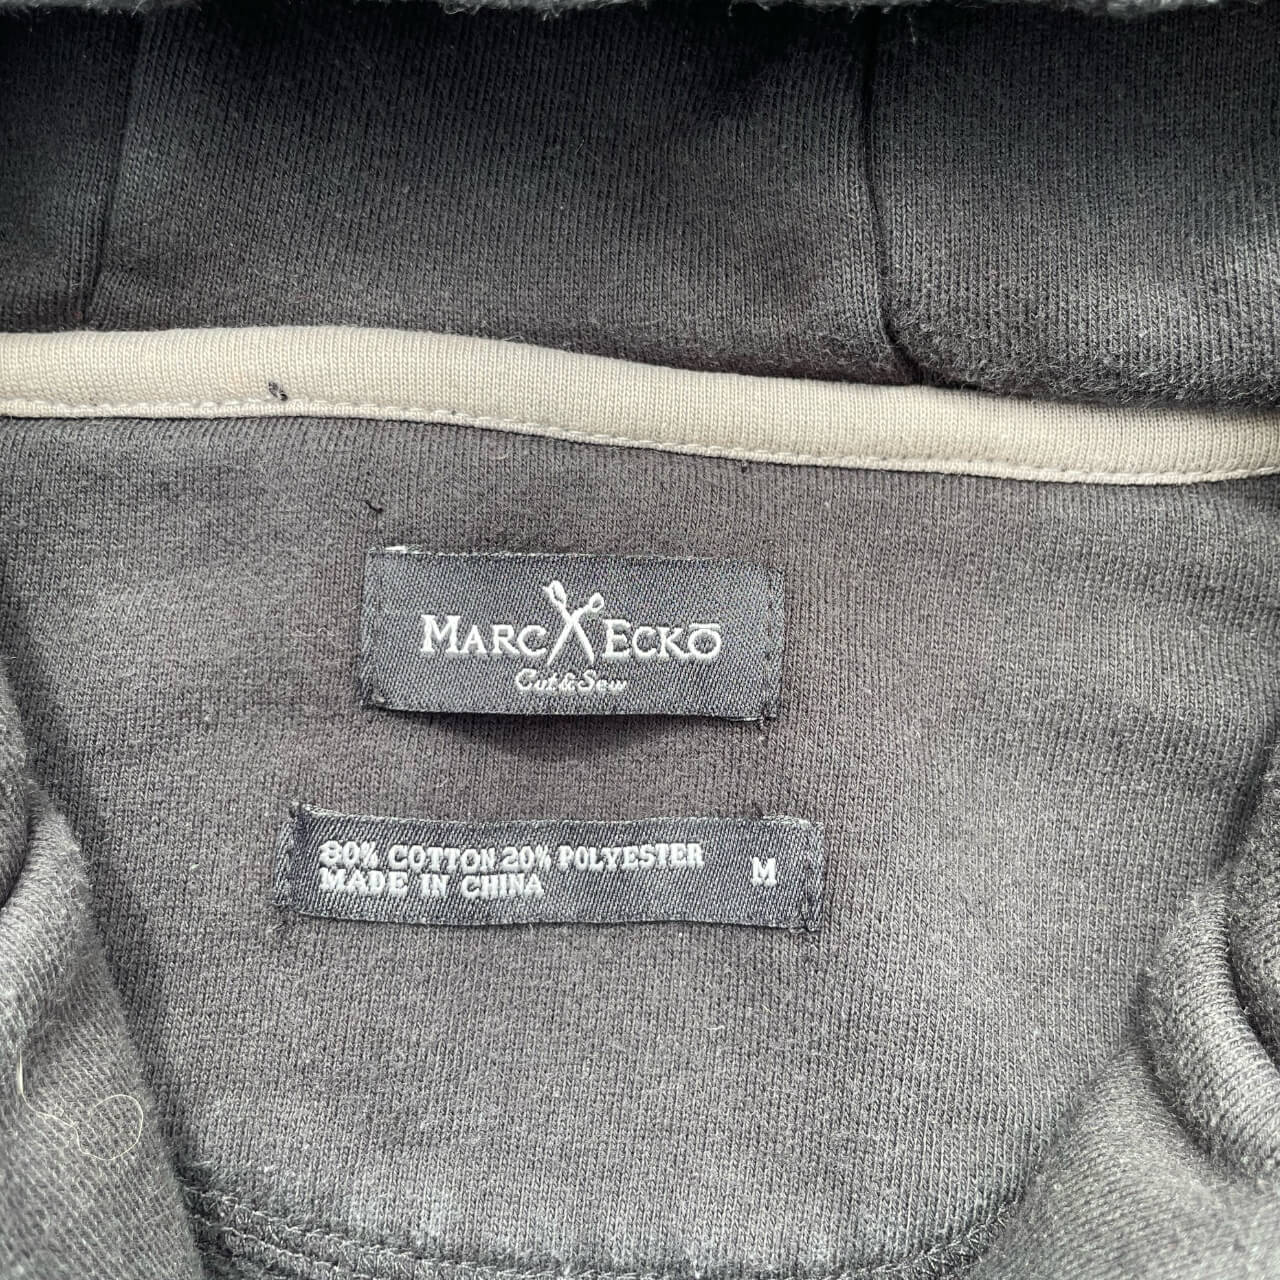 MARC ECKŌ
Cut & Sew
80% COTTON 20% POLYESTER
MADE IN CHINA
M